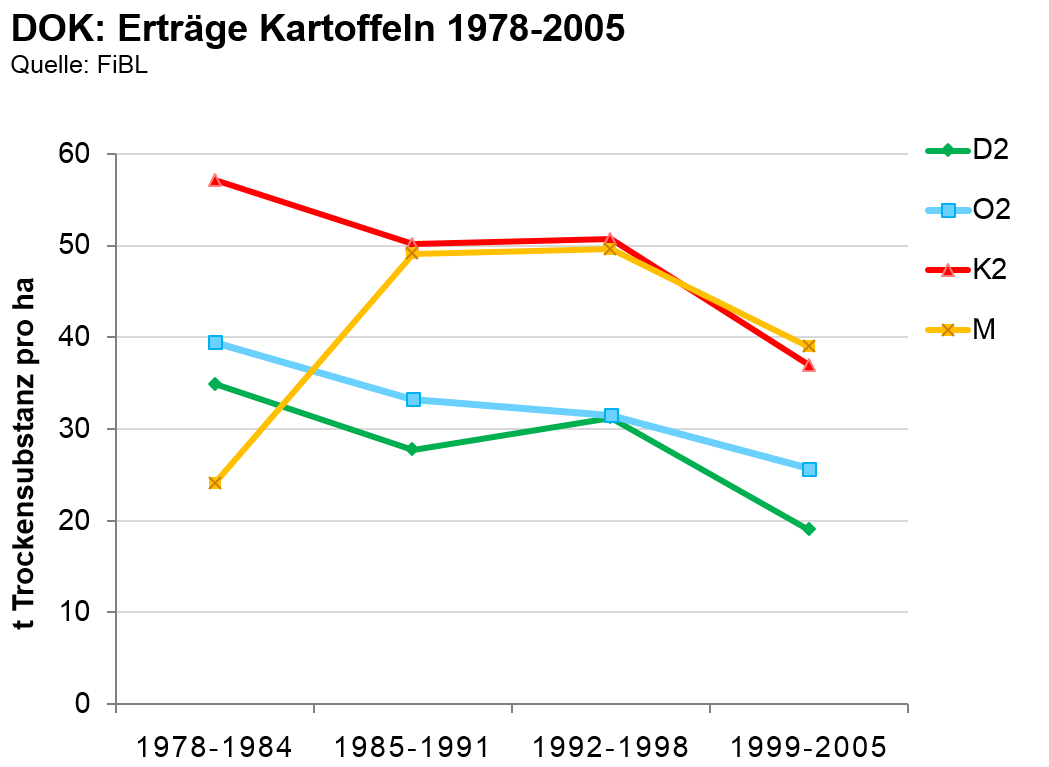 DOK: Erträge Kartoffeln 1978-2005
Quelle: FiBL
t Trockensubstanz pro ha
60
50
40
30
20
10
0
1978-1984 1985-1991 1992-1998 1999-2005
D2
O2
K2
M